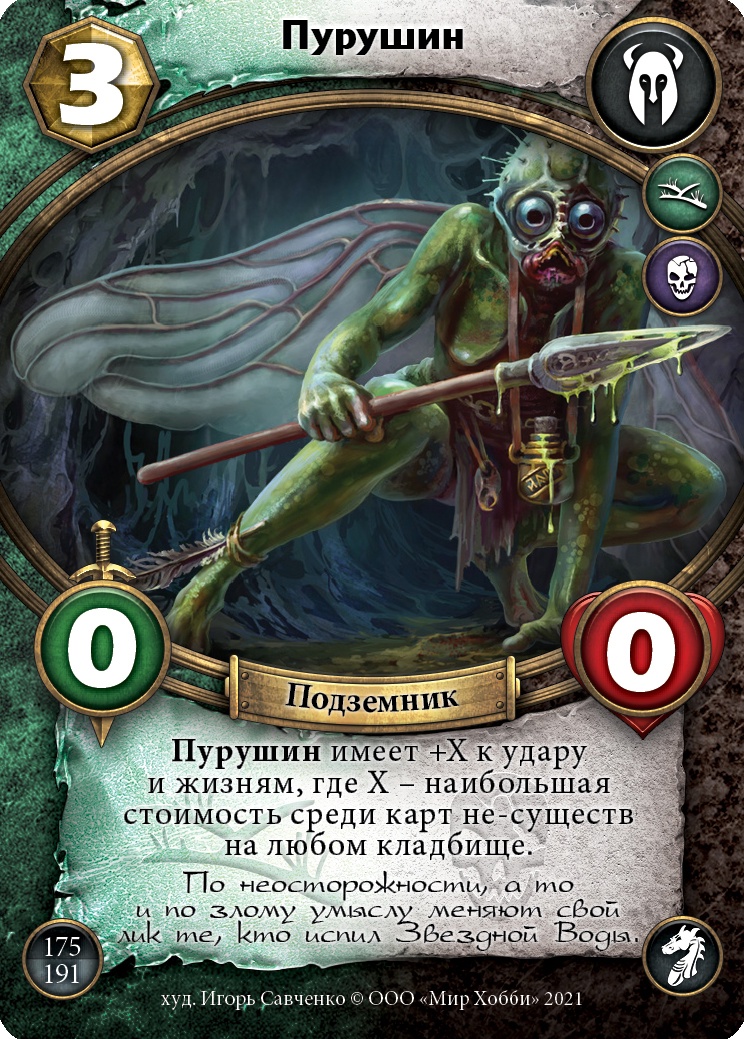 Пурушин
3
0
0
Подземник
Пурушин имеет +X к удару
и жизням, где X – наибольшая
стоимость среди карт не-существ
на любом кладбище.
По неосторожности, а то
и по злому умыслу меняют свой
лик те, кто испил Звездной Воды.
175
191
худ. Игорь Савченко © ООО «Мир Хобби» 2021